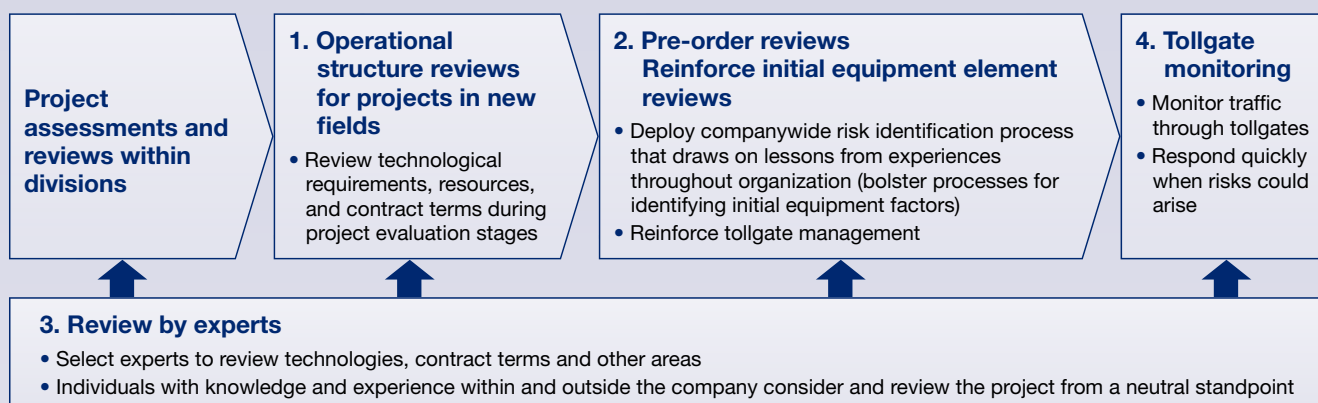 Project
assessments and
reviews within
divisions
1. Operational
structure reviews
for projects in new
fields
• Review technological
requirements, resources,
and contract terms during
project evaluation stages
2. Pre-order reviews
Reinforce initial equipment element
reviews
• Deploy companywide risk identification process
that draws on lessons from experiences
throughout organization (bolster processes for
identifying initial equipment factors)
• Reinforce tollgate management
4. Tollgate
monitoring
• Monitor traffic
through tollgates
• Respond quickly
when risks could
arise
3. Review by experts
• Select experts to review technologies, contract terms and other areas
• Individuals with knowledge and experience within and outside the company consider and review the project from a neutral standpoint